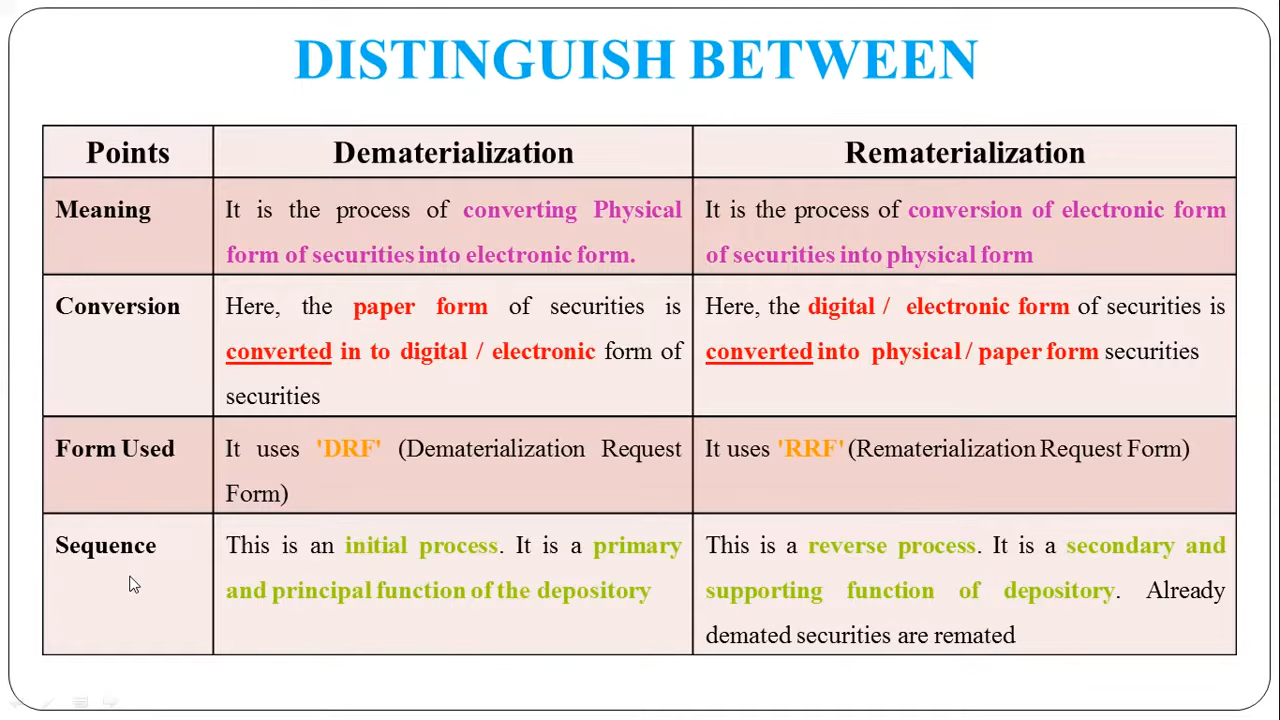 DISTINGUISH BETWEEN
Points Dematerialization Rematerialization
Meaning
It is the process of converting Physical
form of securities into electronic form.
It is the process of conversion of electronic form
of securities into physical form
Conversion
Here, the paper form of securities is
converted in to digital / electronic form of
securities
Here, the digital / electronic form of securities is
converted into physical / paper form securities
Form Used
It uses 'DRF' (Dematerialization Request
Form)
It uses 'RRF' (Rematerialization Request Form)
Sequence
This is an initial process. It is a primary
and principal function of the depository
This is a reverse process. It is a secondary and
supporting function of depository. Already
demated securities are remated